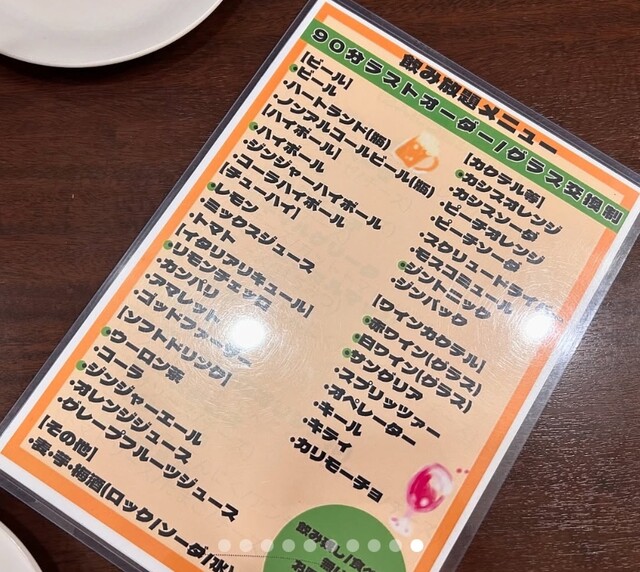 飲み放題メニュー
90分ラストオーダー/グラス交換制
[ビール]
・ビール
・ハートランド(瓶)
・ノンアルコールビール(瓶)
[ハイボール]
・ハイボール
・ジンジャーハイボール
・コーラハイボール
[チューハイ]
・レモン
・ミックスジュース
・トマト
[イタリアリキュール]
・リモンチェッロ
・カンパリ
・アマレット
・ゴッドファーザー
[ソフトドリンク]
・ウーロン茶
・コーラ
・ジンジャーエール
・オレンジジュース
・グレープフルーツジュース
[その他]
・麦・芋・梅酒(ロック/ソーダ/水
[カクテル等]
・カシスオレンジ
・カシスソーダ
・ピーチオレンジ
・ピーチソーダ
・スクリュードライ
・モスコミュール
・ジントニック
・ジンバック
[ワインカクテル]
・赤ワイン(グラス)
・白ワイン(グラス)
・サングリア
・スプリッツァー
・オペレーター
・キール
・キティ
・カリモーチョ
飲み残し/食べ